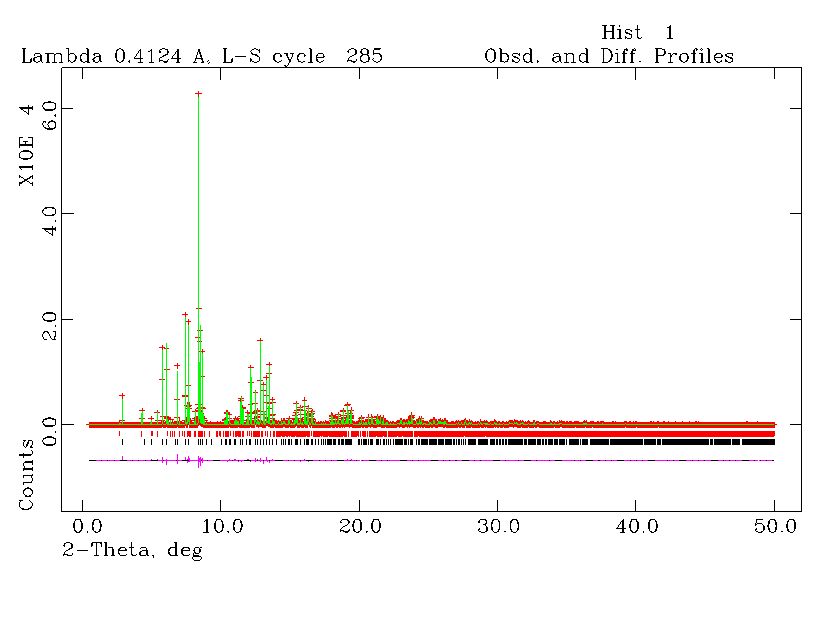 Hist 1
Lambda 0.4124 A, L-S cycle 285 Obsd. and Diff. Profiles
X10E 4
6.0
4.0
2.0
0.0
Counts
0.0 10.0 20.0 30.0 40.0 50.0
2-Theta, deg